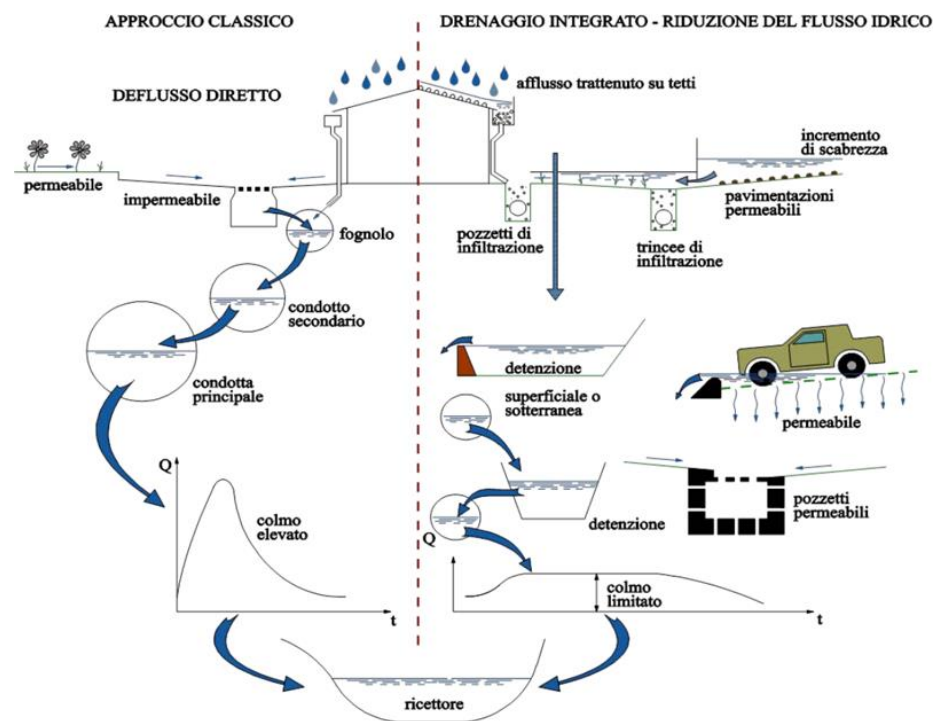 APPROCCIO CLASSICO
DEFLUSSO DIRETTO
permeabile
impermeabile
fognolo
condotto
secondario
condotta
principale
Q
colmo
elevato
t
DRENAGGIO INTEGRATO - RIDUZIONE DEL FLUSSO IDRICO
afflusso trattenuto su tetti
incremento
di scabrezza
pavimentazioni
permeabili
pozzetti di
infiltrazione
trincee di
infiltrazione
detenzione
superficiale o
sotterranea
permeabile
detenzione
pozzetti
permeabili
Q
colmo
limitato
t
ricettore